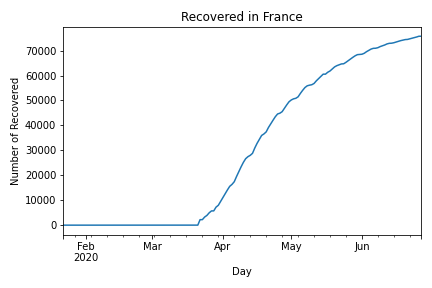 Recovered in France
Number of Recovered
70000
60000
50000
40000
30000
20000
10000
0
Feb
2020
Mar
Apr
May
Jun
Day